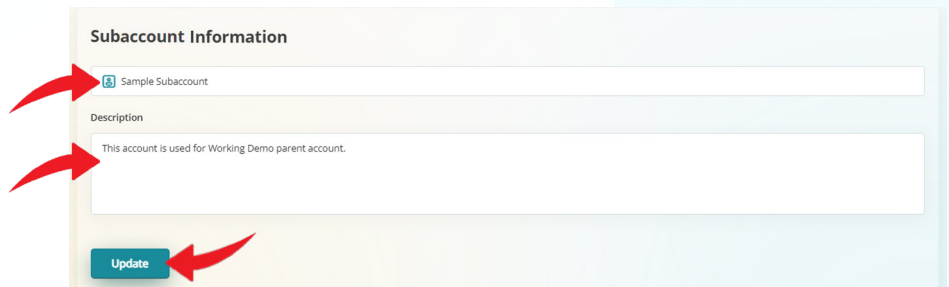 Subaccount Information
Sample Subaccount
Description
This account is used for Working Demo parent account.
Update